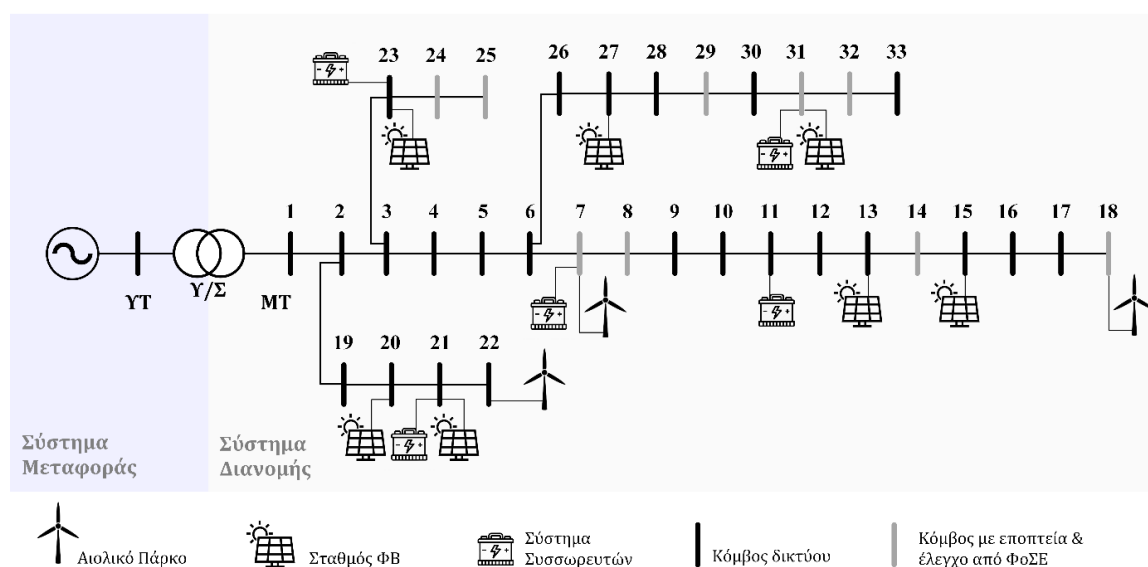 23 24 25
26 27 28 29 30 31 32 33
1 2 3 4 5 6 7 8 9 10 11 12 13 14 15 16 17 18
ΥΤ
Υ/Σ
ΜΤ
19 20 21 22
Σύστημα
Μεταφοράς
Σύστημα
Διανομής
Αιολικό Πάρκο
Σταθμός ΦΒ
Σύστημα
Συσσωρευτών
Κόμβος δικτύου
Κόμβος με εποπτεία &
έλεγχο από ΦοΣΕ